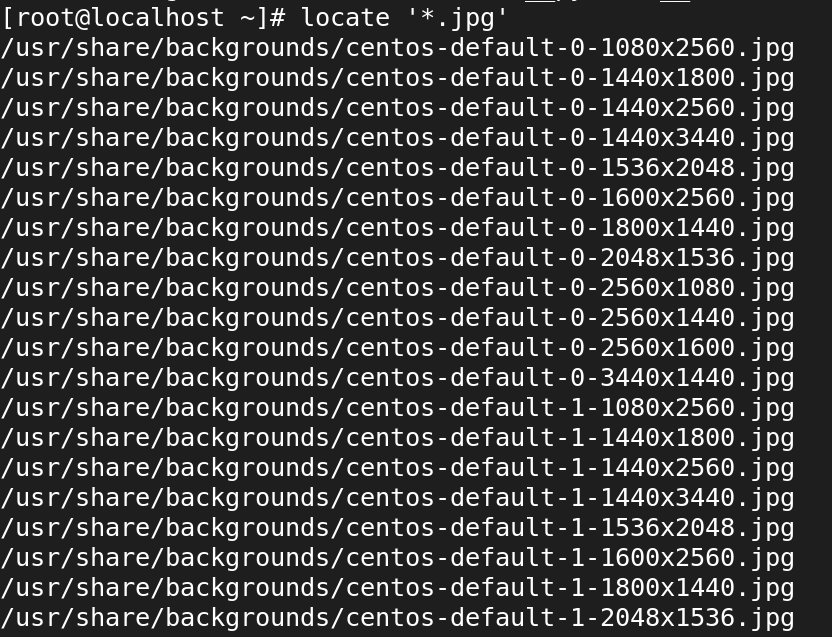 [root@localhost ~]# locate '*.jpg'
/usr/share/backgrounds/centos-default-0-1080x2560.jpg
/usr/share/backgrounds/centos-default-0-1440x1800.jpg
/usr/share/backgrounds/centos-default-0-1440x2560.jpg
/usr/share/backgrounds/centos-default-0-1440x3440.jpg
/usr/share/backgrounds/centos-default-0-1536x2048.jpg
/usr/share/backgrounds/centos-default-0-1600x2560.jpg
/usr/share/backgrounds/centos-default-0-1800x1440.jpg
/usr/share/backgrounds/centos-default-0-2048x1536.jpg
/usr/share/backgrounds/centos-default-0-2560x1080.jpg
/usr/share/backgrounds/centos-default-0-2560x1440.jpg
/usr/share/backgrounds/centos-default-0-2560x1600.jpg
/usr/share/backgrounds/centos-default-0-3440x1440.jpg
/usr/share/backgrounds/centos-default-1-1080x2560.jpg
/usr/share/backgrounds/centos-default-1-1440x1800.jpg
/usr/share/backgrounds/centos-default-1-1440x2560.jpg
/usr/share/backgrounds/centos-default-1-1440x3440.jpg
/usr/share/backgrounds/centos-default-1-1536x2048.jpg
/usr/share/backgrounds/centos-default-1-1600x2560.jpg
/usr/share/backgrounds/centos-default-1-1800x1440.jpg
/usr/share/backgrounds/centos-default-1-2048x1536.jpg